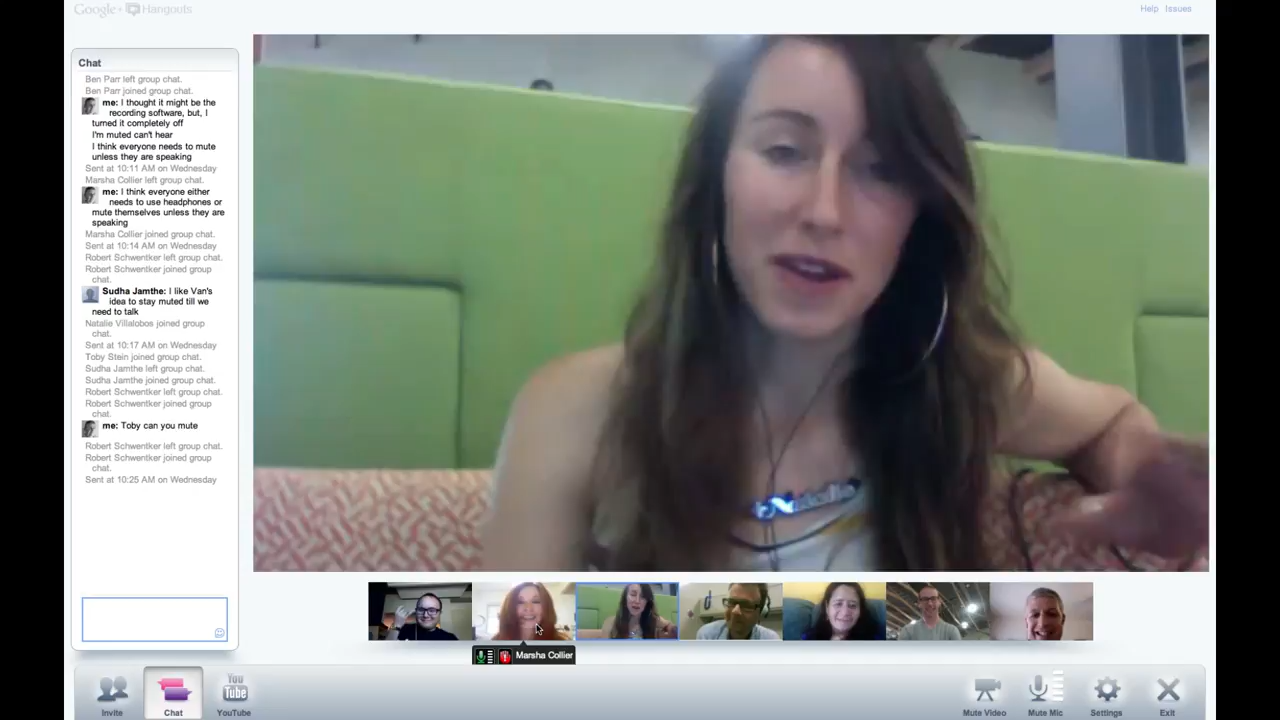 Google+ Hangouts
Help Issues
Chat
Ben Parr left group chat.
Ben Parr joined group chat.
me: I thought it might be the
recording software, but, I
turned it completely off
I'm muted can't hear
I think everyone needs to mute
unless they are speaking
Sent at 10:11 AM on Wednesday
Marsha Collier left group chat.
me: I think everyone either
needs to use headphones or
mute themselves unless they are
speaking
Marsha Collier joined group chat.
Sent at 10:14 AM on Wednesday
Robert Schwentker left group chat.
Robert Schwentker joined group
chat.
Sudha Jamthe: I like Van's
idea to stay muted till we
need to talk
Natalie Villalobos joined group
chat.
Sent at 10:17 AM on Wednesday
Toby Stein joined group chat.
Sudha Jamthe left group chat.
Sudha Jamthe joined group chat.
Robert Schwentker left group chat.
Robert Schwentker joined group
chat.
me: Toby can you mute
Robert Schwentker left group chat.
Robert Schwentker joined group
chat.
Sent at 10:25 AM on Wednesday
Marsha Collier
Invite
Chat
You Tube
YouTube
Mute Video
Mute Mic
Settings
Exit